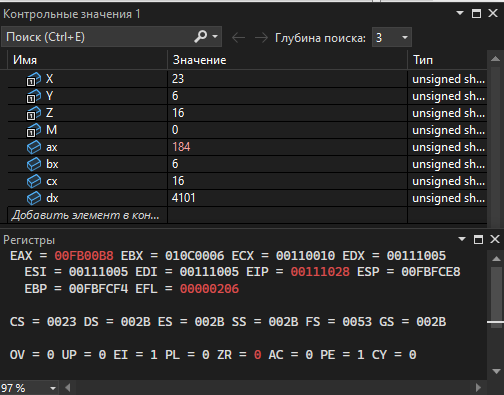 Контрольные значения 1
Поиск (Ctrl+E) Глубина поиска: 3
Имя Значение Тип
X 23 unsigned sh...
Y 6 unsigned sh...
Z 16 unsigned sh...
M 0 unsigned sh...
ax 184 unsigned sh...
bx 6 unsigned sh...
cx 16 unsigned sh...
dx 4101 unsigned sh...
Добавить элемент в кон...
Регистры
EAX = 00FB00B8 EBX = 010C0006 ECX = 00110010 EDX = 00111005
ESI = 00111005 EDI = 00111005 EIP = 00111028 ESP = 00FBFCE8
EBP = 00FBFCF4 EFL = 00000206
CS = 0023 DS = 002B ES = 002B SS = 002B FS = 0053 GS = 002B
OV = 0 UP = 0 EI = 1 PL = 0 ZR = 0 AC = 0 PE = 1 CY = 0
97 %